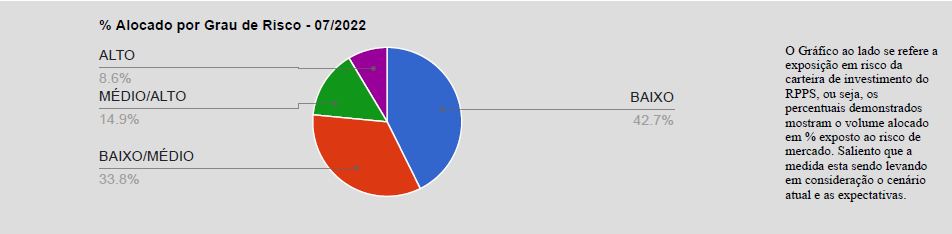 % Alocado por Grau de Risco - 07/2022
ALTO
8.6%
MÉDIO/ALTO
14.9%
BAIXO/MÉDIO
33.8%
BAIXO
42.7%
O Gráfico ao lado se refere a
exposição em risco da
carteira de investimento do
RPPS, ou seja, os
percentuais demonstrados
mostram o volume alocado
em % exposto ao risco de
mercado. Saliento que a
medida esta sendo levando
em consideração o cenário
atual e as expectativas.